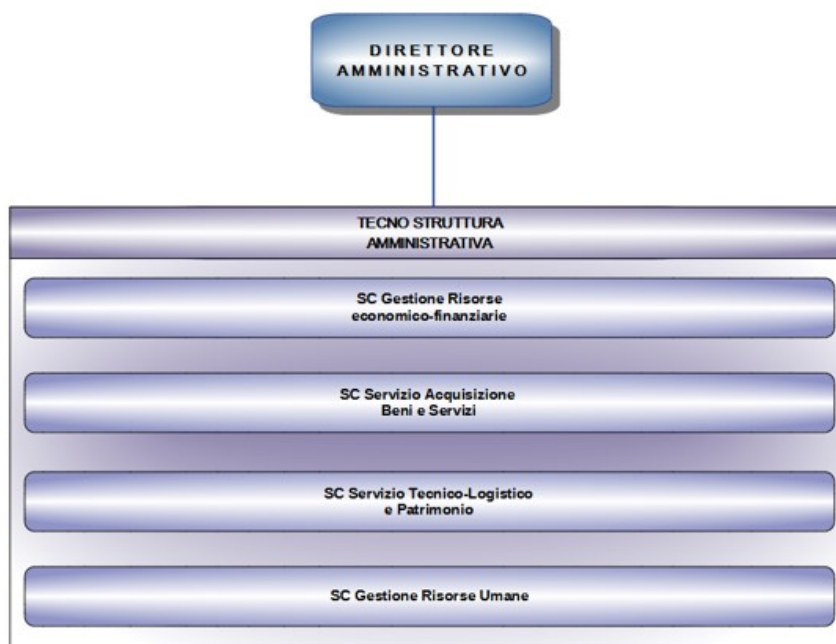 DIRETTORE
AMMINISTRATIVO
TECNO STRUTTURA
AMMINISTRATIVA
SC Gestione Risorse
economico-finanziarie
SC Servizio Acquisizione
Beni e Servizi
SC Servizio Tecnico-Logistico
e Patrimonio
SC Gestione Risorse Umane